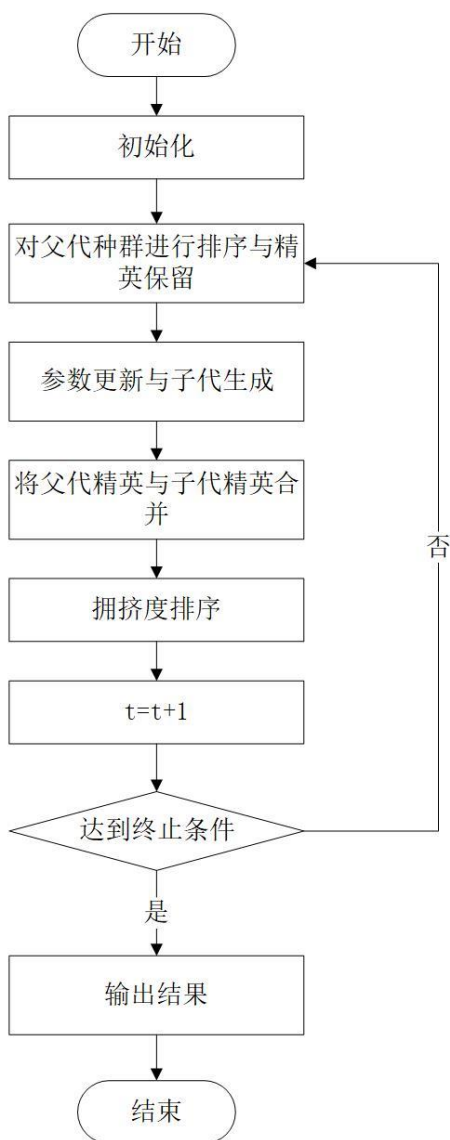 开始
初始化
对父代种群进行排序与精
英保留
参数更新与子代生成
将父代精英与子代精英合
并
拥挤度排序
t=t+1
达到终止条件
否
是
输出结果
结束